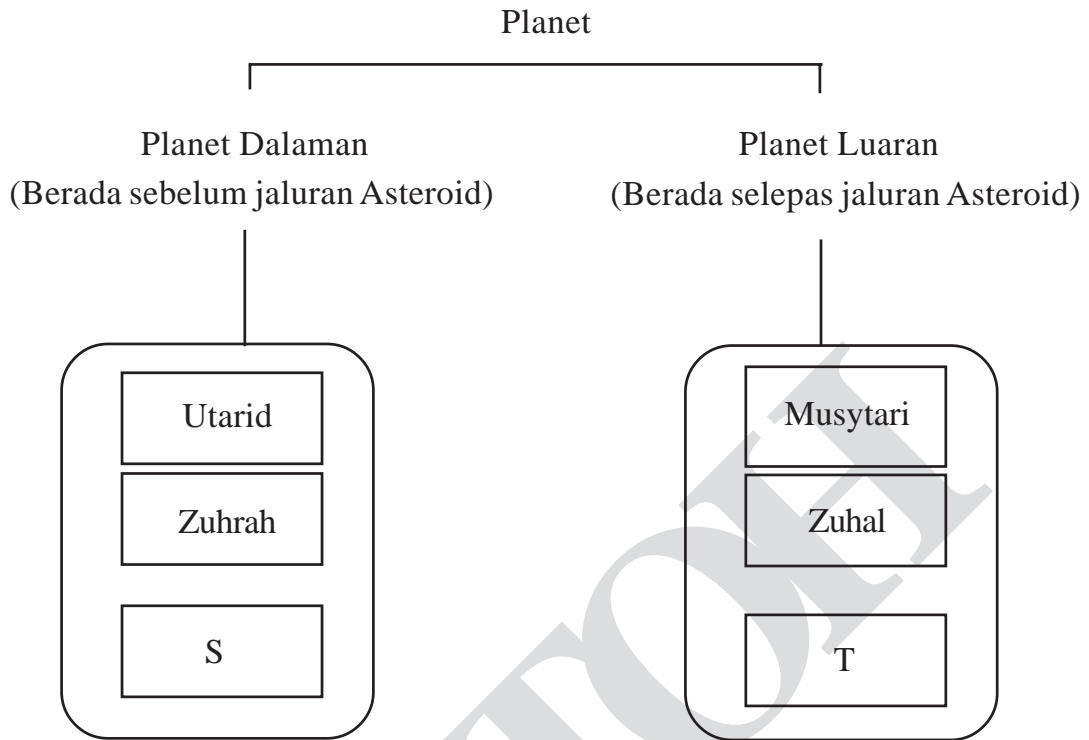 Planet
Planet Dalaman
(Berada sebelum jaluran Asteroid)
Planet Luaran
(Berada selepas jaluran Asteroid)
Utarid
Zuhrah
S
Musytari
Zuhal
T